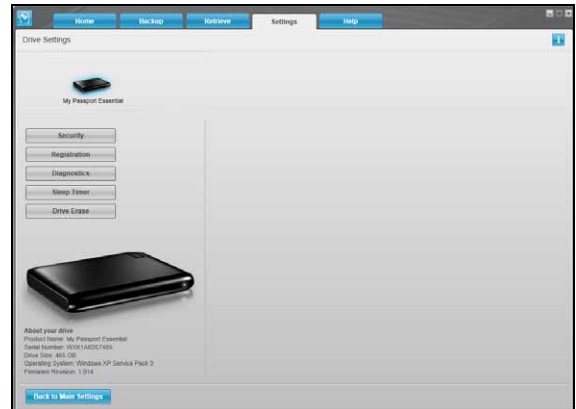 Home Backup Retrieve Settings Help
Drive Settings
My Passport Essential
Security
Registration
Diagnostics
Sleep Timer
Drive Erase
About your drive
Product Name: My Passport Essential
Serial Number:
Drive Size: 465 GB
Operating System: Windows XP Service Pack 3
Firmware Revision: 1.014
Back to Main Settings